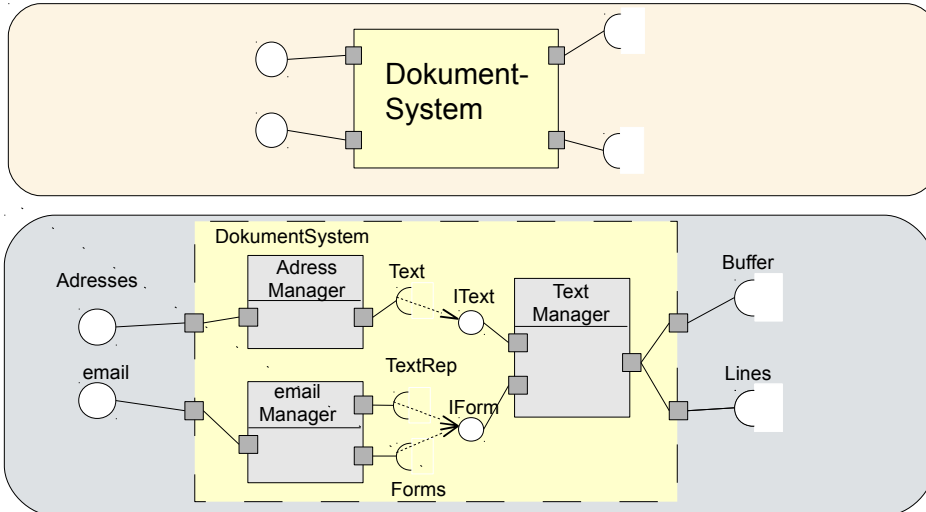 Dokument-
System
DokumentSystem
Adresses
Adress
Manager
Text
IText
Text
Manager
Buffer
email
email
Manager
TextRep
IForm
Lines
Forms